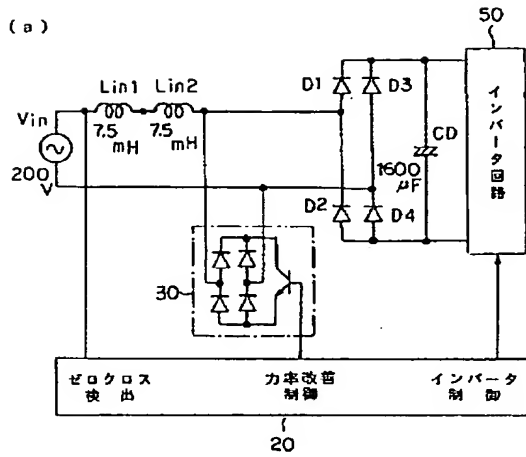 (a)
50
Lin1 Lin2
D1 D3
Vin
7.5 mH 7.5 mH
CD
インバータ回路
200 V
1600 μF
D2 D4
30
ゼロクロス検出
力率改善制御
インバータ制御
20